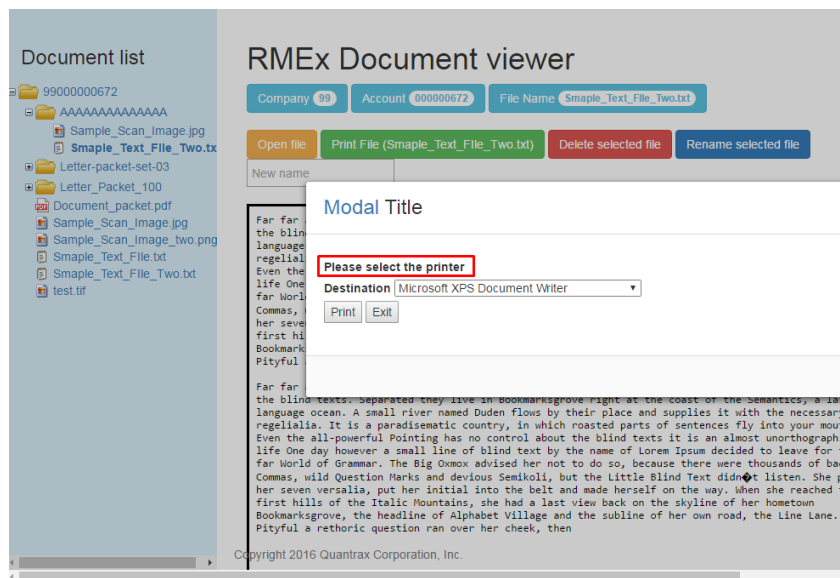 Document list
99000000672
AAAAAAAAAAAAAA
Sample_Scan_Image.jpg
Smaple_Text_FIle_Two.tx
Letter-packet-set-03
Letter_Packet_100
Document_packet.pdf
Sample_Scan_Image.jpg
Sample_Scan_Image_two.png
Smaple_Text_FIle.txt
Smaple_Text_FIle_Two.txt
test.tif
RMEx Document viewer
Company 99 Account 000000672 File Name Smaple_Text_FIle_Two.txt
Open file Print File (Smaple_Text_FIle_Two.txt) Delete selected file Rename selected file
New name
Modal Title
Please select the printer
Destination Microsoft XPS Document Writer
Print Exit
Far far
the blin
language
regelial
Even the
life One
far Worl
Commas,
her seve
first hi
Bookmark
Pityful
Far far
the blind texts. Separated they live in Bookmarksgrove right at the coast of the Semantics, a la
language ocean. A small river named Duden flows by their place and supplies it with the necessar
regelialia. It is a paradisematic country, in which roasted parts of sentences fly into your mou
Even the all-powerful Pointing has no control about the blind texts it is an almost unorthograph
life One day however a small line of blind text by the name of Lorem Ipsum decided to leave for
far World of Grammar. The Big Oxmox advised her not to do so, because there were thousands of ba
Commas, wild Question Marks and devious Semikoli, but the Little Blind Text didn�t listen. She p
her seven versalia, put her initial into the belt and made herself on the way. When she reached
first hills of the Italic Mountains, she had a last view back on the skyline of her hometown
Bookmarksgrove, the headline of Alphabet Village and the subline of her own road, the Line Lane.
Pityful a rethoric question ran over her cheek, then
Copyright 2016 Quantrax Corporation, Inc.